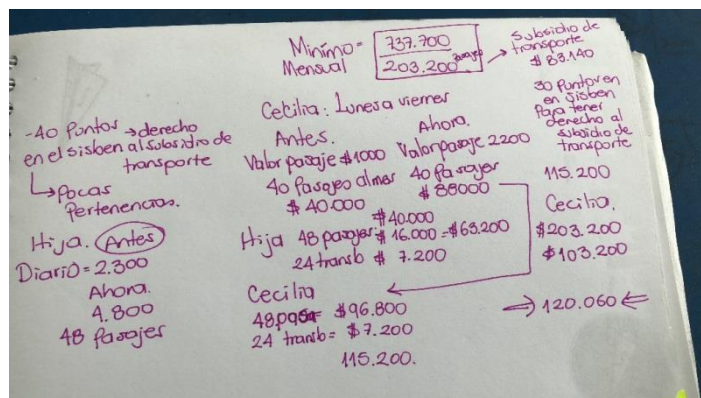 Minimo = 737.700
Mensual 203.200 pasajes
Subsidio de
transporte
$ 83.140
30 Puntos en
en sisben
Para tener
derecho al
subsidio de
transporte
115.200
Cecilia.
$203.200
$103.200
⇒ 120.060 ⇐
-40 Puntos → derecho
en el sisben al subsidio de
transporte
↳ Pocas
Pertenencias.
Hija. Antes
Diario = 2.300
Ahora.
4.800
48 Pasajes
Cecilia: Lunes a viernes
Antes.
Valor pasaje $1000
40 Pasajes al mes
$ 40.000
Ahora.
Valor pasaje 2200
40 Pasajes
$ 88000
$40.000
Hija 48 pasajes $ 16.000 = $63.200
24 transb $ 7.200
Cecilia
48 pasa = $96.800
24 transb = $7.200
115.200.